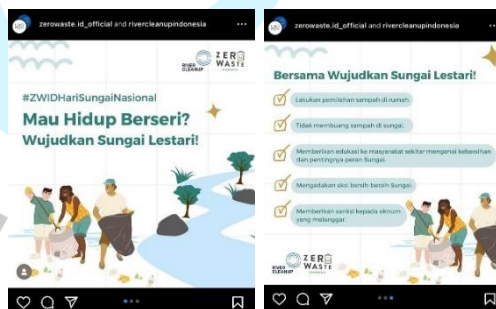 zerowaste.id_official and rivercleanupindonesia
RIVER CLEANUP
ZERO WASTE
#ZWIDHariSungaiNasional
Mau Hidup Berseri?
Wujudkan Sungai Lestari!
zerowaste.id_official and rivercleanupindonesia
Bersama Wujudkan Sungai Lestari!
Lakukan pemilahan sampah di rumah.
Tidak membuang sampah di sungai.
Memberikan edukasi ke masyarakat sekitar mengenai kebersihan
dan pentingnya peran Sungai.
Mengadakan aksi bersih-bersih Sungai.
Memberikan sanksi kepada oknum
yang melanggar.
RIVER CLEANUP
ZERO WASTE